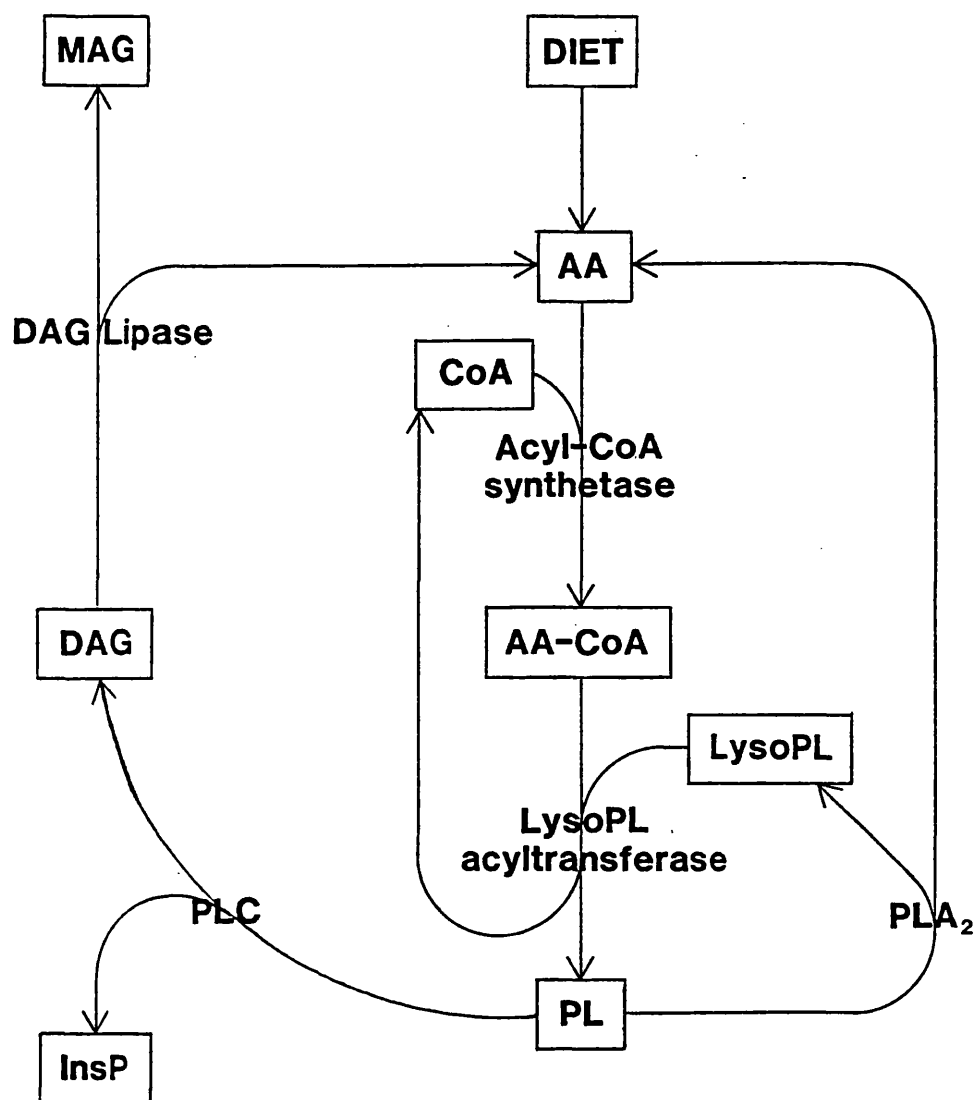 MAG
DIET
AA
DAG Lipase
CoA
Acyl-CoA
synthetase
DAG
AA-CoA
LysoPL
LysoPL
acyltransferase
PLC
PLA₂
PL
InsP